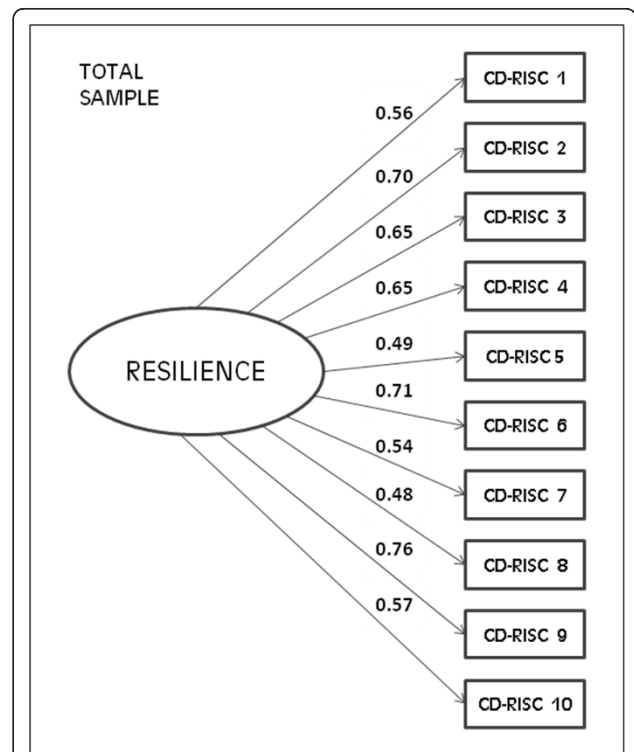 TOTAL
SAMPLE
0.56
0.70
0.65
0.65
0.49
0.71
0.54
0.48
0.76
0.57
RESILIENCE
CD-RISC 1
CD-RISC 2
CD-RISC 3
CD-RISC 4
CD-RISC 5
CD-RISC 6
CD-RISC 7
CD-RISC 8
CD-RISC 9
CD-RISC 10